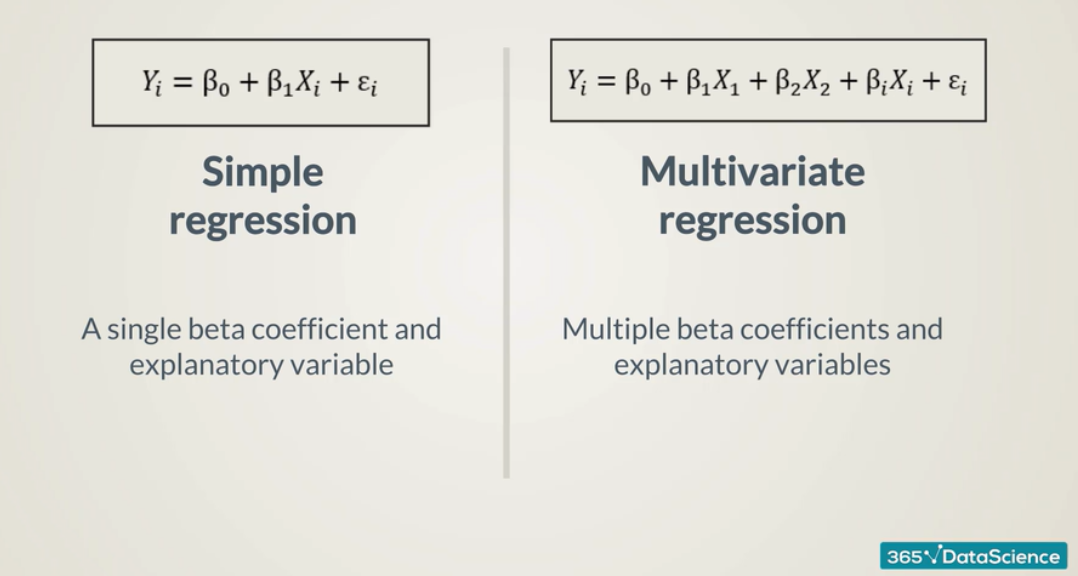 Yᵢ = β₀ + β₁Xᵢ + εᵢ
Simple
regression
A single beta coefficient and
explanatory variable
Yᵢ = β₀ + β₁X₁ + β₂X₂ + βᵢXᵢ + εᵢ
Multivariate
regression
Multiple beta coefficients and
explanatory variables
365 DataScience